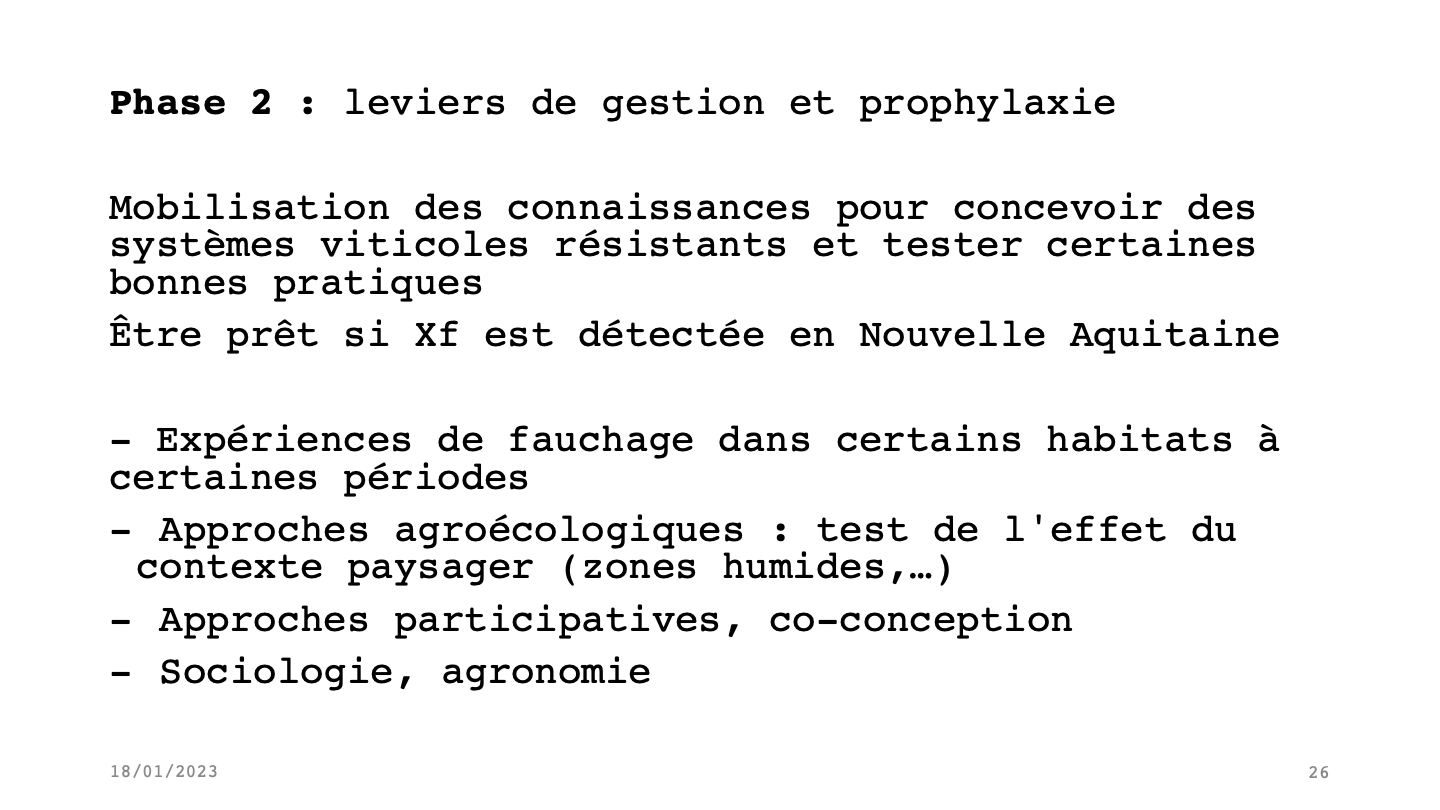 Phase 2 : leviers de gestion et prophylaxie
Mobilisation des connaissances pour concevoir des
systèmes viticoles résistants et tester certaines
bonnes pratiques
Être prêt si Xf est détectée en Nouvelle Aquitaine
– Expériences de fauchage dans certains habitats à
certaines périodes
– Approches agroécologiques : test de l'effet du
contexte paysager (zones humides,…)
– Approches participatives, co-conception
– Sociologie, agronomie
18/01/2023
26